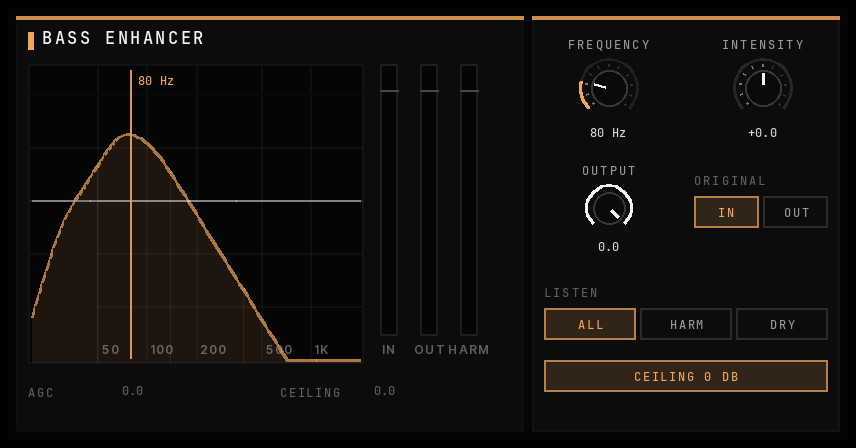 BASS ENHANCER
80 Hz
50 100 200 500 1K
IN OUT HARM
AGC 0.0 CEILING 0.0
FREQUENCY INTENSITY
80 Hz +0.0
OUTPUT
0.0
ORIGINAL
IN OUT
LISTEN
ALL HARM DRY
CEILING 0 DB